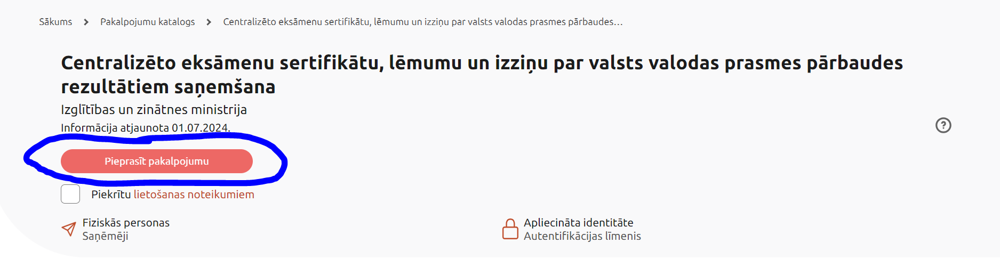 Sākums > Pakalpojumu katalogs > Centralizēto eksāmenu sertifikātu, lēmumu un izziņu par valsts valodas prasmes pārbaudes...
Centralizēto eksāmenu sertifikātu, lēmumu un izziņu par valsts valodas prasmes pārbaudes
rezultātiem saņemšana
Izglītības un zinātnes ministrija
Informācija atjaunota 01.07.2024.
?
Pieprasīt pakalpojumu
Piekrītu lietošanas noteikumiem
Fiziskās personas
Saņēmēji
Apliecināta identitāte
Autentifikācijas līmenis